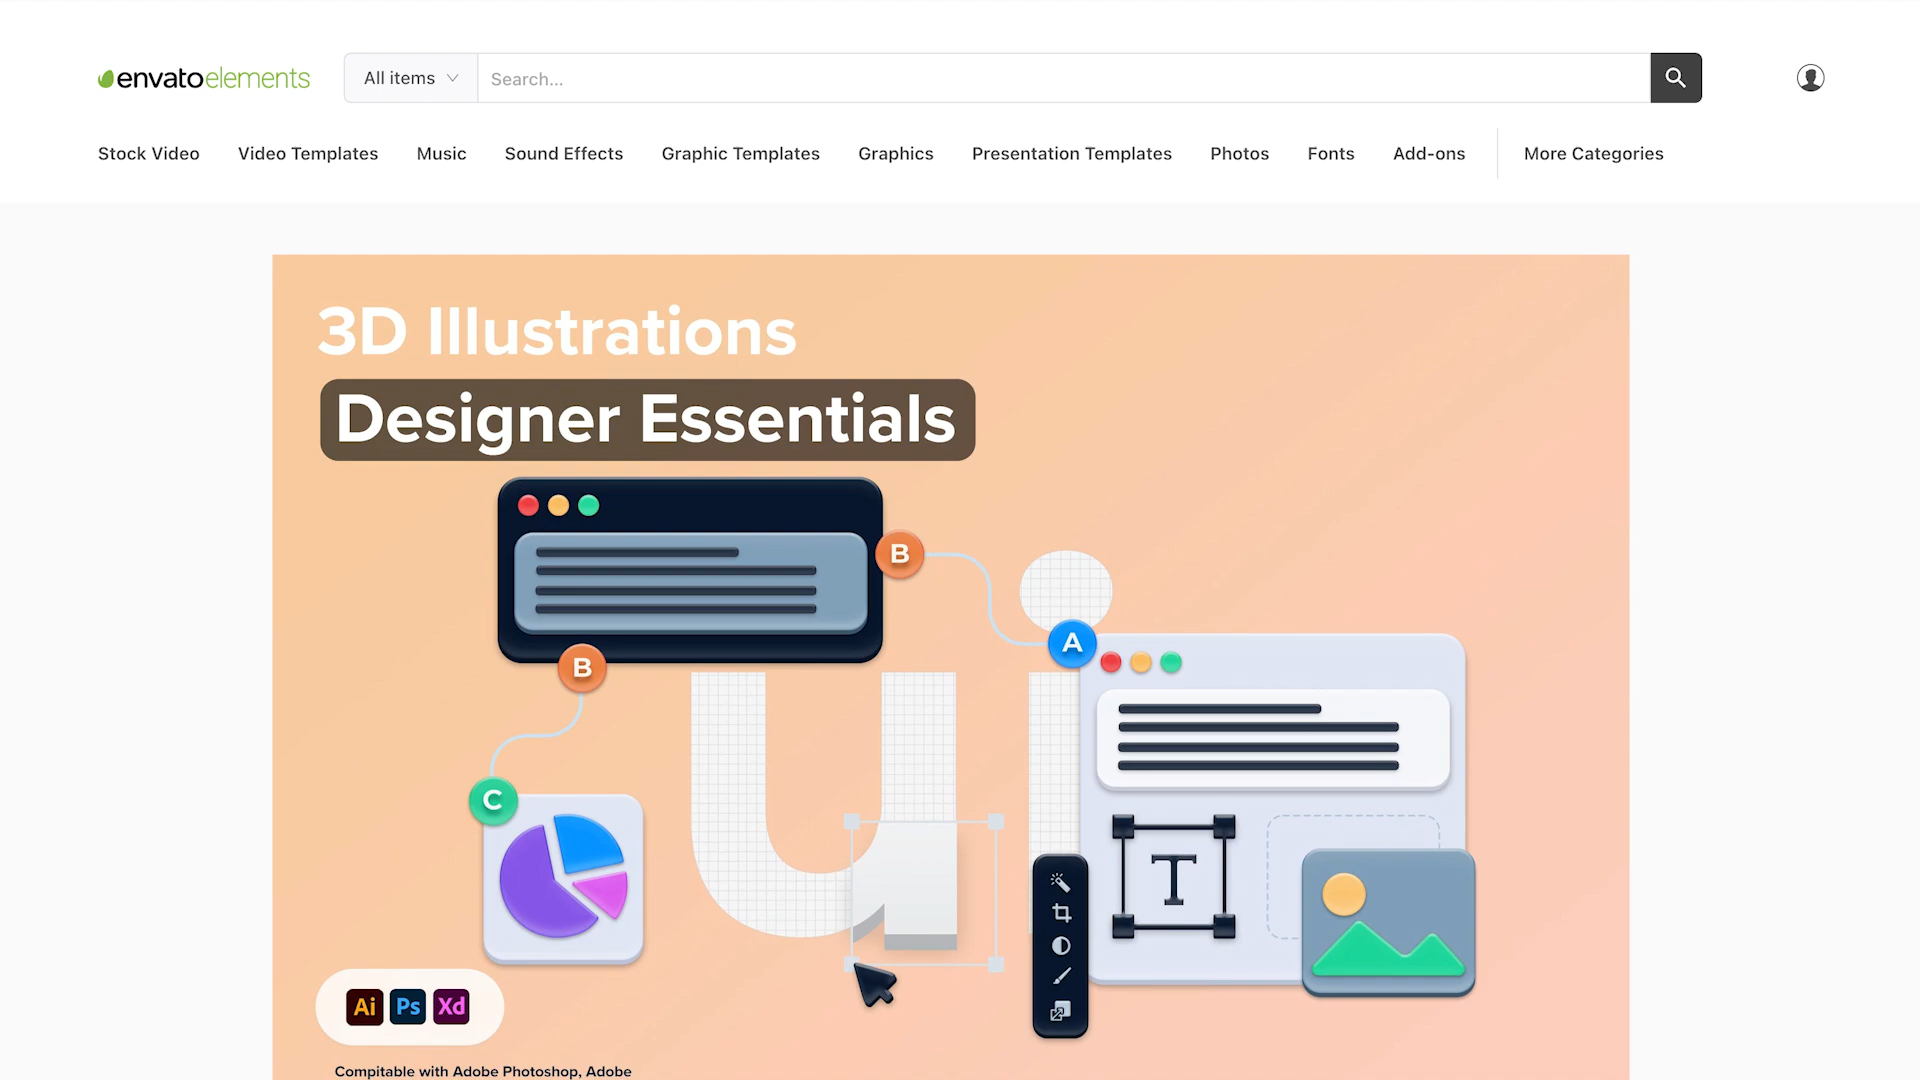 envatoelements
All items
Search...
Stock Video
Video Templates
Music
Sound Effects
Graphic Templates
Graphics
Presentation Templates
Photos
Fonts
Add-ons
More Categories
3D Illustrations
Designer Essentials
B
A
B
C
ui
T
Ai
Ps
Xd
Compitable with Adobe Photoshop, Adobe